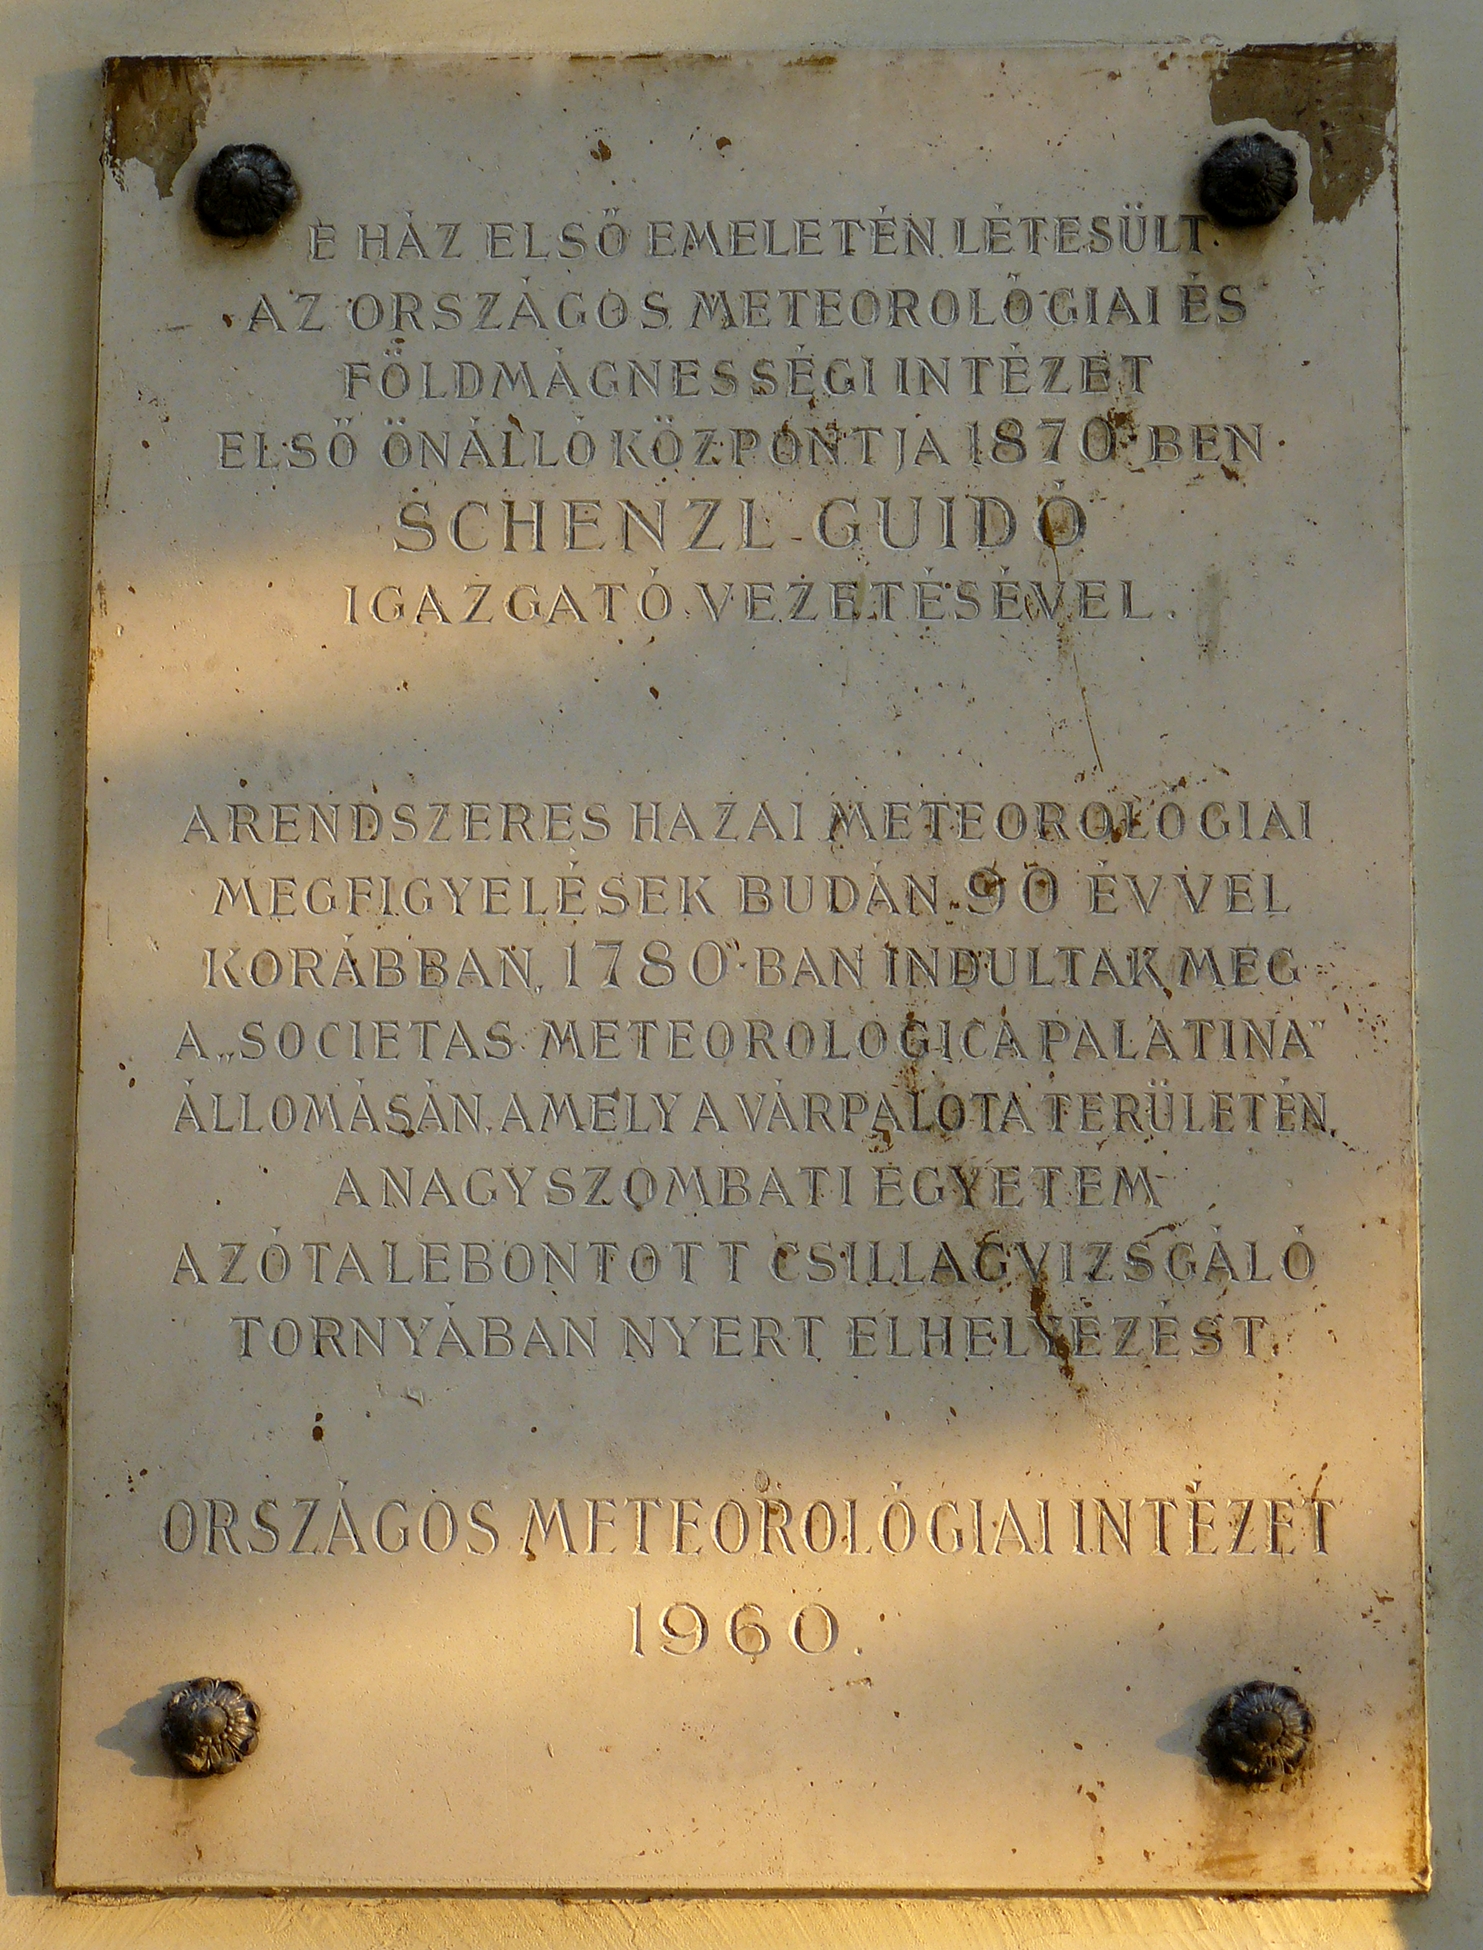 E HÁZ ELSŐ EMELETÉN LÉTESÜLT
AZ ORSZÁGOS METEOROLÓGIAI ÉS
FÖLDMÁGNESSÉGI INTÉZET
ELSŐ ÖNÁLLÓ KÖZPONTJA 1870-BEN
SCHENZL GUIDÓ
IGAZGATÓ VEZETÉSÉVEL.
A RENDSZERES HAZAI METEOROLÓGIAI
MEGFIGYELÉSEK BUDÁN 90 ÉVVEL
KORÁBBAN, 1780-BAN INDULTAK MEG
A „SOCIETAS METEOROLOGICA PALATINA”
ÁLLOMÁSÁN, AMELY A VÁRPALOTA TERÜLETÉN,
A NAGYSZOMBATI EGYETEM
AZÓTA LEBONTOTT CSILLAGVIZSGÁLÓ
TORNYÁBAN NYERT ELHELYEZÉST.
ORSZÁGOS METEOROLÓGIAI INTÉZET
1960.